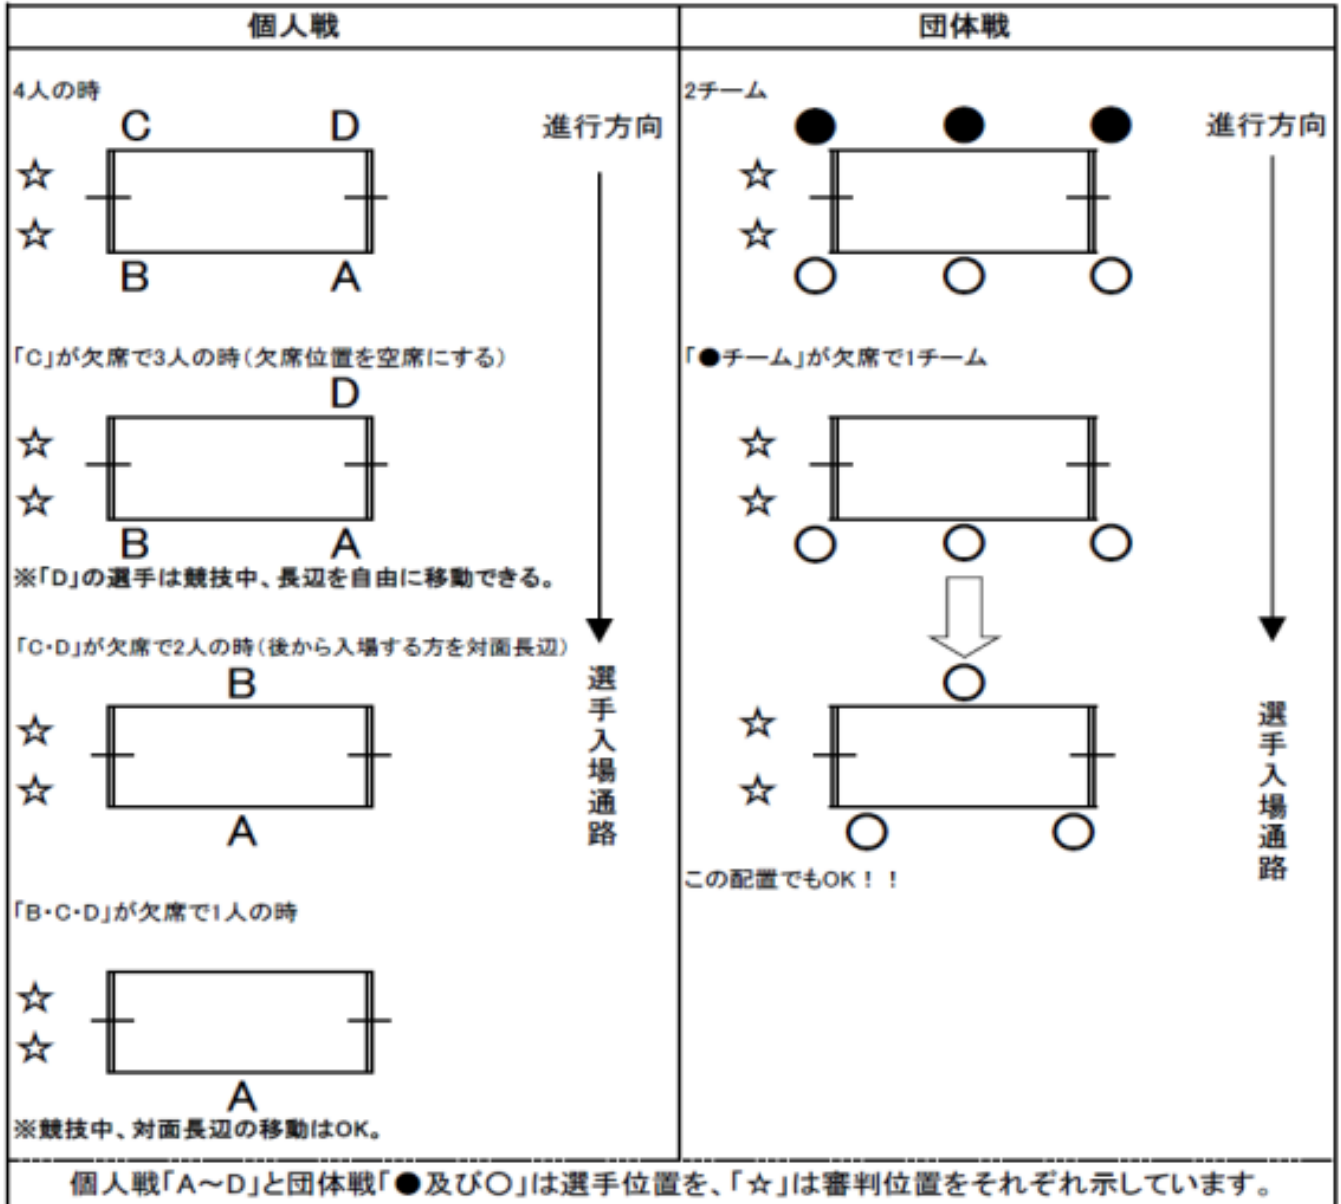 個人戦
4人の時
C D
進行方向
☆
☆
B A
「C」が欠席で3人の時(欠席位置を空席にする)
D
☆
☆
B A
※「D」の選手は競技中、長辺を自由に移動できる。
「C・D」が欠席で2人の時(後から入場する方を対面長辺)
B
☆
☆
A
選手入場通路
「B・C・D」が欠席で1人の時
☆
☆
A
※競技中、対面長辺の移動はOK。
団体戦
2チーム
● ● ●
進行方向
☆
☆
○ ○ ○
「●チーム」が欠席で1チーム
☆
☆
○ ○ ○
○
☆
☆
○ ○
選手入場通路
この配置でもOK！！
個人戦「A～D」と団体戦「●及び○」は選手位置を、「☆」は審判位置をそれぞれ示しています。